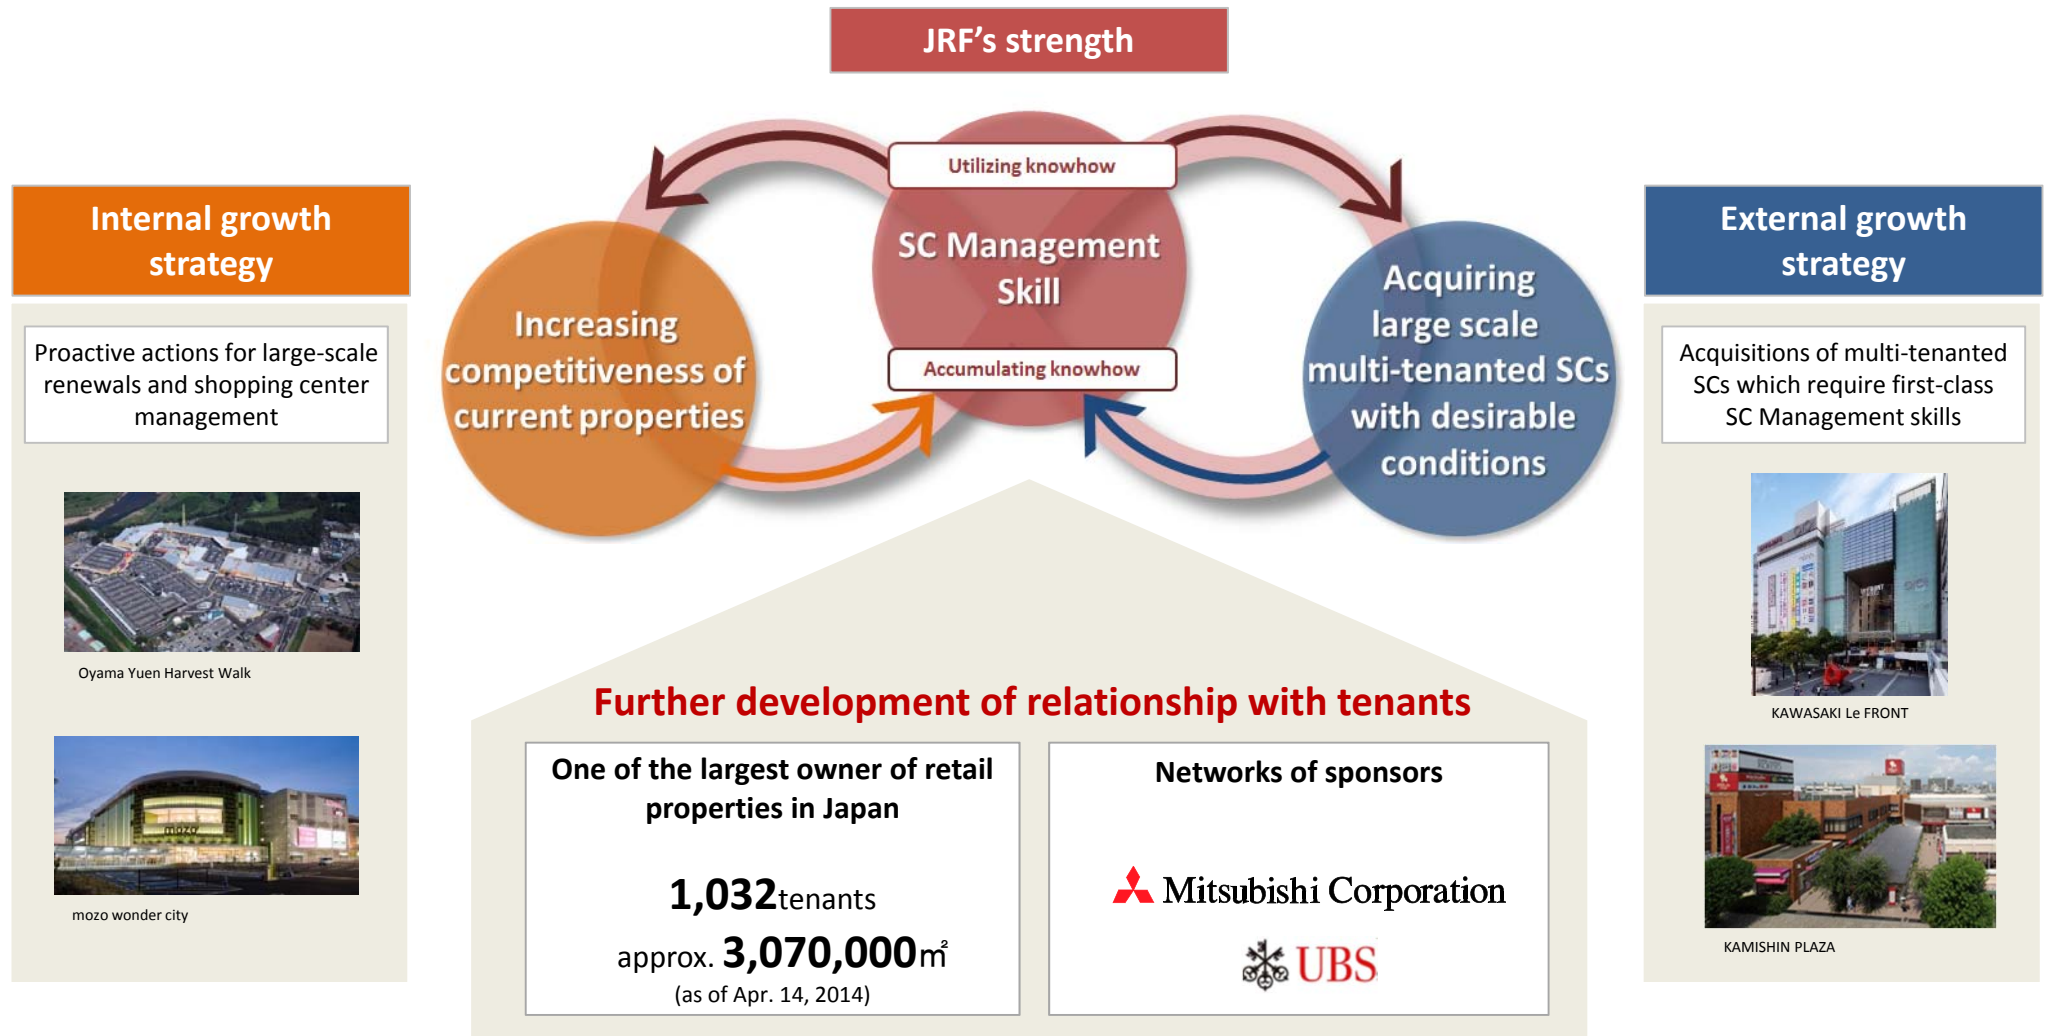 JRF's strength
Utilizing knowhow
SC Management
Skill
Accumulating knowhow
Internal growth
strategy
Proactive actions for large-scale
renewals and shopping center
management
Oyama Yuen Harvest Walk
mozo
mozo wonder city
Increasing
competitiveness of
current properties
Acquiring
large scale
multi-tenanted SCs
with desirable
conditions
External growth
strategy
Acquisitions of multi-tenanted
SCs which require first-class
SC Management skills
KAWASAKI Le FRONT
KAMISHIN PLAZA
Further development of relationship with tenants
One of the largest owner of retail
properties in Japan
1,032tenants
approx. 3,070,000㎡
(as of Apr. 14, 2014)
Networks of sponsors
Mitsubishi Corporation
UBS